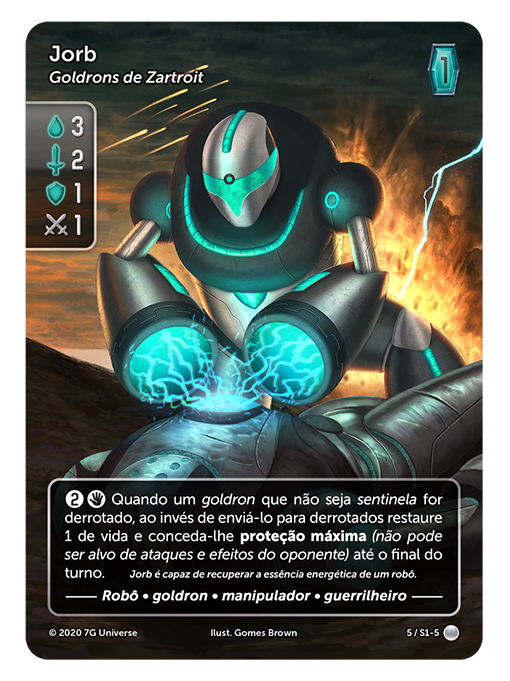 Jorb
Goldrons de Zartroit
1
3
2
1
1
2 Quando um goldron que não seja sentinela for
derrotado, ao invés de enviá-lo para derrotados restaure
1 de vida e conceda-lhe proteção máxima (não pode
ser alvo de ataques e efeitos do oponente) até o final do
turno. Jorb é capaz de recuperar a essência energética de um robô.
Robô • goldron • manipulador • guerrilheiro
© 2020 7G Universe Ilust. Gomes Brown 5 / S1-5